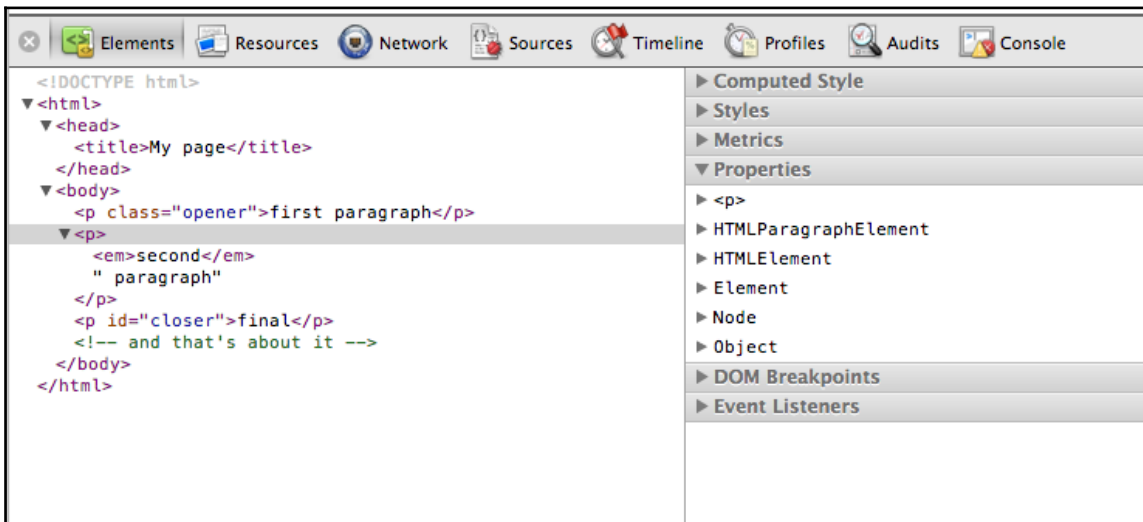 Elements Resources Network Sources Timeline Profiles Audits Console
<!DOCTYPE html>
▼<html>
▼<head>
<title>My page</title>
</head>
▼<body>
<p class="opener">first paragraph</p>
▼<p>
<em>second</em>
" paragraph"
</p>
<p id="closer">final</p>
<!-- and that's about it -->
</body>
</html>
▶Computed Style
▶Styles
▶Metrics
▼Properties
▶<p>
▶HTMLParagraphElement
▶HTMLElement
▶Element
▶Node
▶Object
▶DOM Breakpoints
▶Event Listeners